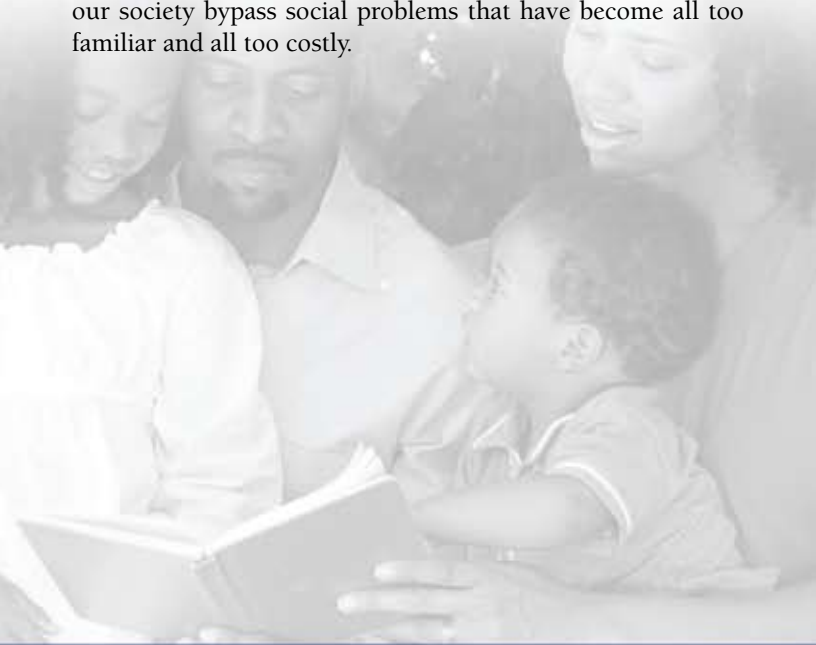 our society bypass social problems that have become all too
familiar and all too costly.